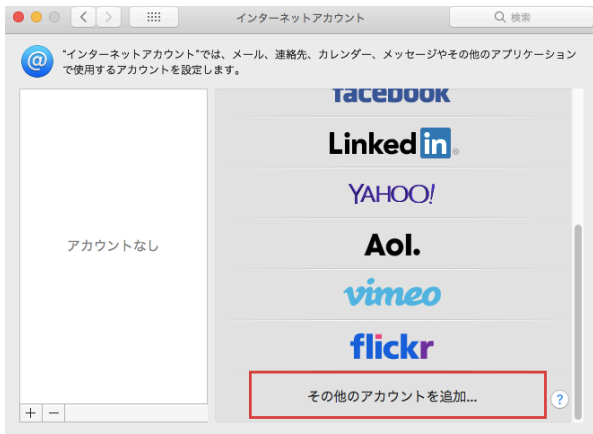 インターネットアカウント
検索
"インターネットアカウント"では、メール、連絡先、カレンダー、メッセージやその他のアプリケーション
で使用するアカウントを設定します。
アカウントなし
facebook
Linked in®
YAHOO!
Aol.
vimeo
flickr
その他のアカウントを追加...
?
+ −